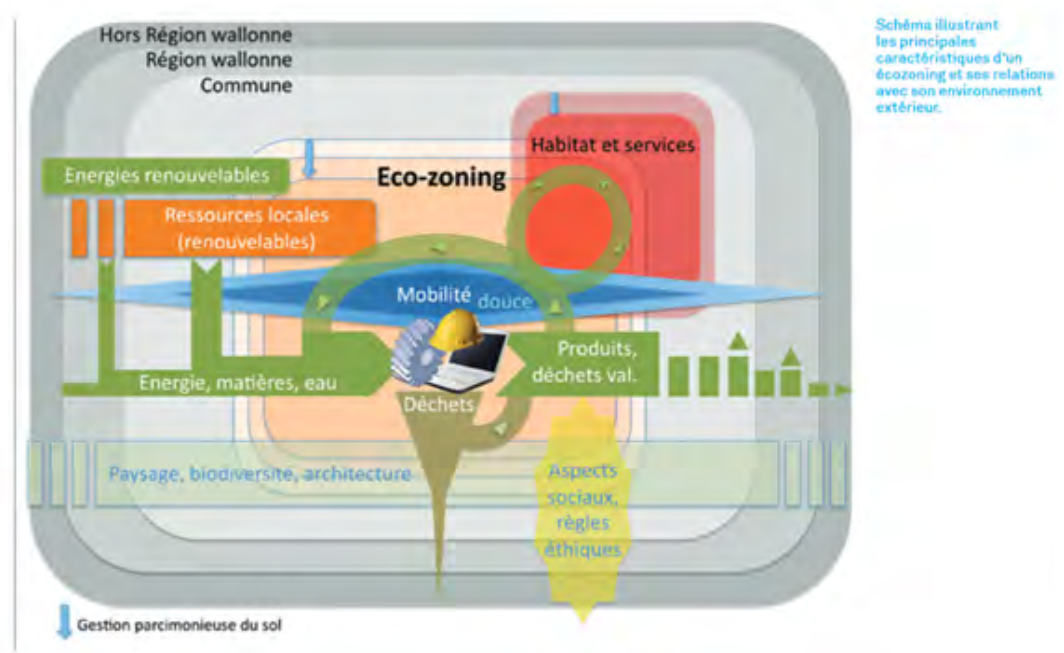 Hors Région wallonne
Région wallonne
Commune
Schéma illustrant
les principales
caractéristiques d'un
écozoning et ses relations
avec son environnement
extérieur.
Habitat et services
Energies renouvelables
Eco-zoning
Ressources locales
(renouvelables)
Mobilité douce
Energie, matières, eau
Produits,
déchets val.
Déchets
Paysage, biodiversité, architecture
Aspects
sociaux,
règles
éthiques
Gestion parcimonieuse du sol